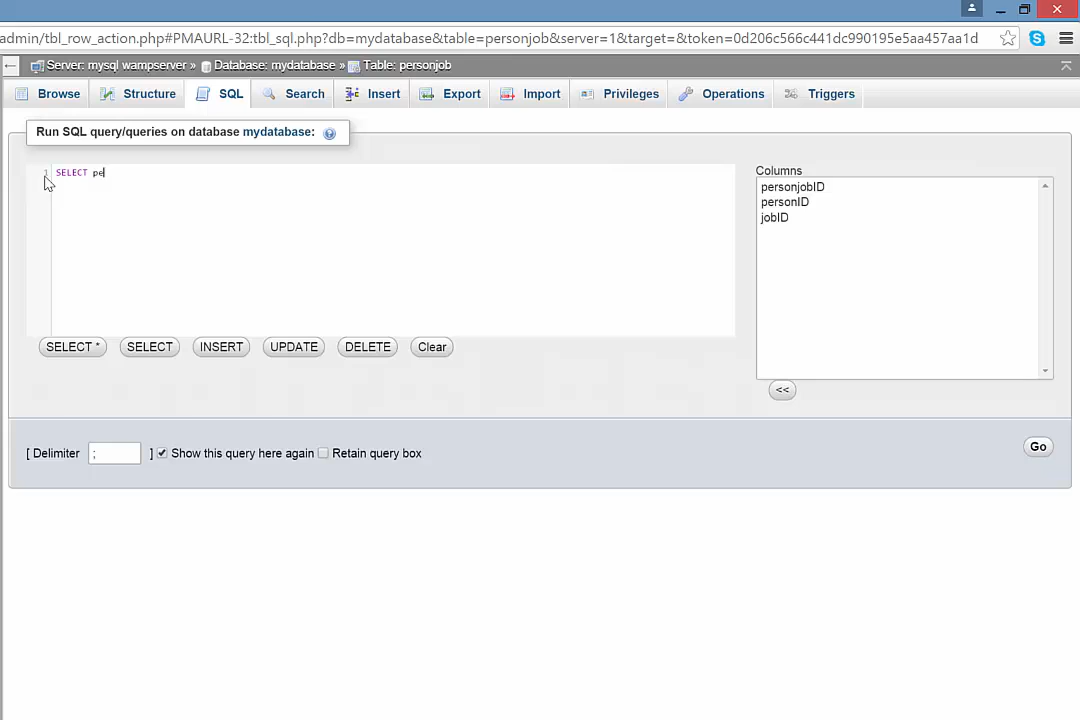 admin/tbl_row_action.php#PMAURL-32:tbl_sql.php?db=mydatabase&table=personjob&server=1&target=&token=0d206c566c441dc990195e5aa457aa1d
Server: mysql wampserver » Database: mydatabase » Table: personjob
Browse Structure SQL Search Insert Export Import Privileges Operations Triggers
Run SQL query/queries on database mydatabase:
1 SELECT pe
Columns
personjobID
personID
jobID
SELECT * SELECT INSERT UPDATE DELETE Clear
<<
[ Delimiter ; ] Show this query here again Retain query box
Go